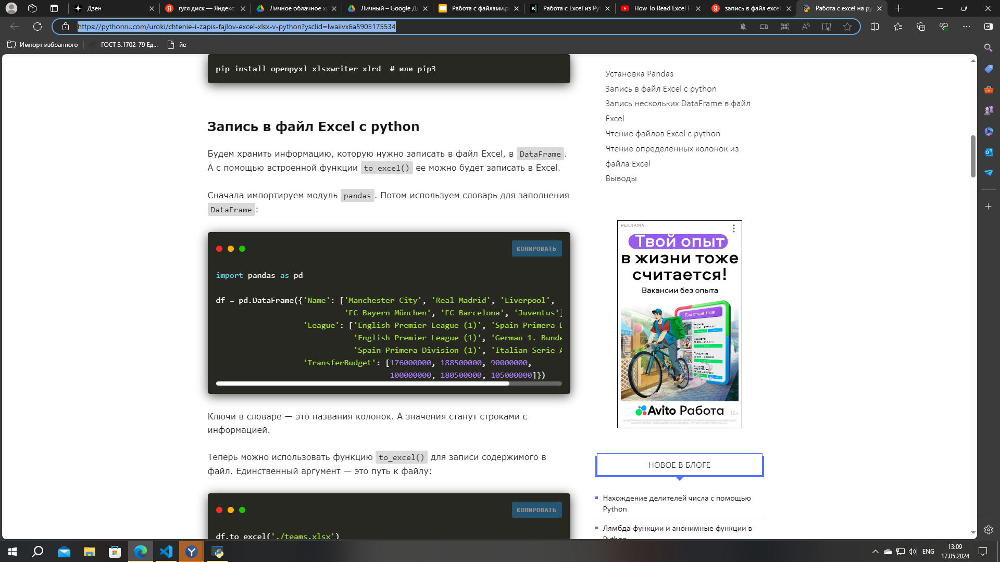 Дзен
гугл диск — Яндекс
Личное облачное х
Личный – Google Д
Работа с файлами.р
Работа с Excel из Py
How To Read Excel F
запись в файл excel
Работа с excel на ру
https://pythonru.com/uroki/chtenie-i-zapis-fajlov-excel-xlsx-v-python?ysclid=lwaiivx6a5905175534
Импорт избранного
ГОСТ 3.1702-79 Ед...
йе
pip install openpyxl xlsxwriter xlrd  # или pip3
Запись в файл Excel с python
Будем хранить информацию, которую нужно записать в файл Excel, в DataFrame.
А с помощью встроенной функции to_excel() ее можно будет записать в Excel.
Сначала импортируем модуль pandas. Потом используем словарь для заполнения
DataFrame:
КОПИРОВАТЬ
import pandas as pd
df = pd.DataFrame({'Name': ['Manchester City', 'Real Madrid', 'Liverpool',
'FC Bayern München', 'FC Barcelona', 'Juventus']
'League': ['English Premier League (1)', 'Spain Primera D
'English Premier League (1)', 'German 1. Bunde
'Spain Primera Division (1)', 'Italian Serie A
'TransferBudget': [176000000, 188500000, 90000000,
100000000, 180500000, 105000000]})
Ключи в словаре — это названия колонок. А значения станут строками с
информацией.
Теперь можно использовать функцию to_excel() для записи содержимого в
файл. Единственный аргумент — это путь к файлу:
КОПИРОВАТЬ
df.to_excel('./teams.xlsx')
Установка Pandas
Запись в файл Excel с python
Запись нескольких DataFrame в файл
Excel
Чтение файлов Excel с python
Чтение определенных колонок из
файла Excel
Выводы
РЕКЛАМА
Твой опыт
в жизни тоже
считается!
Вакансии без опыта
Для студентов
Курьер
Бариста
Продавец
Avito Работа
12+
НОВОЕ В БЛОГЕ
Нахождение делителей числа с помощью
Python
Лямбда-функции и анонимные функции в
Python
ENG
13:09
17.05.2024